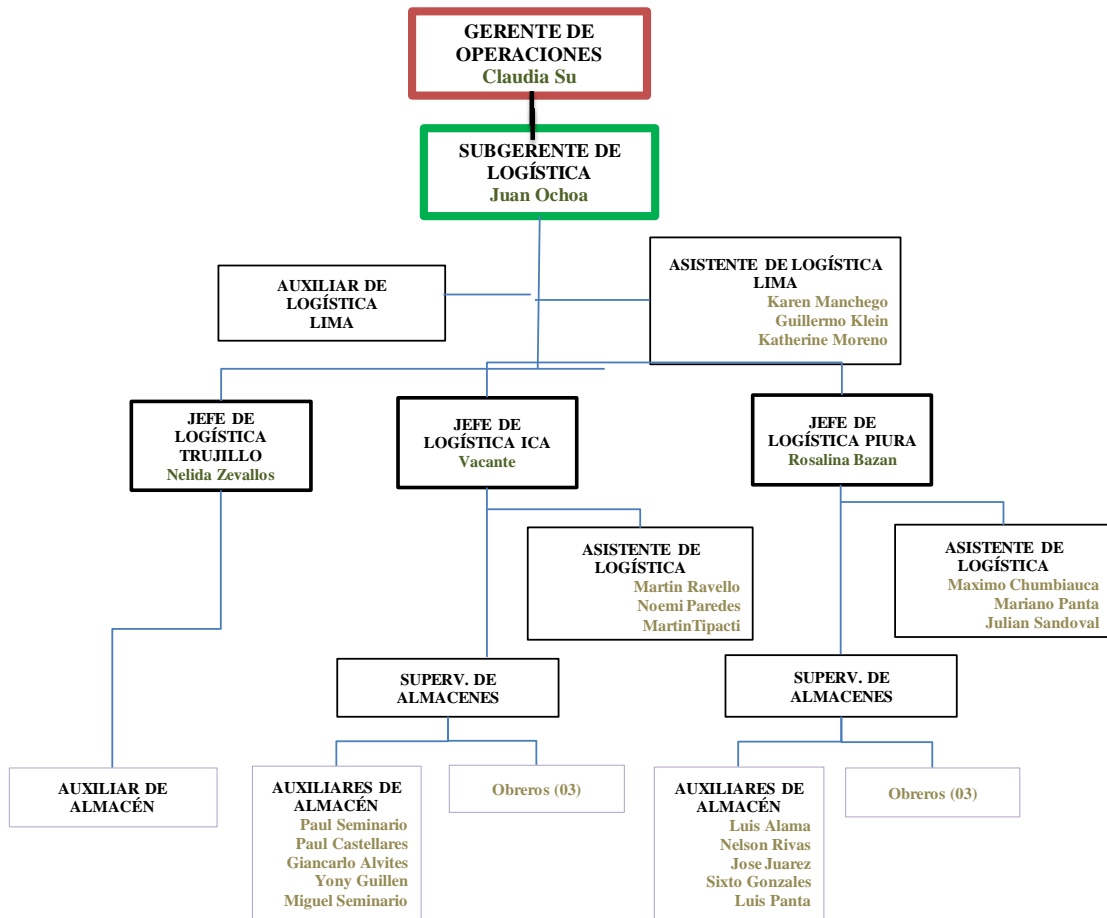 GERENTE DE
OPERACIONES
Claudia Su
SUBGERENTE DE
LOGÍSTICA
Juan Ochoa
AUXILIAR DE
LOGÍSTICA
LIMA
ASISTENTE DE LOGÍSTICA
LIMA
Karen Manchego
Guillermo Klein
Katherine Moreno
JEFE DE
LOGÍSTICA
TRUJILLO
Nelida Zevallos
JEFE DE
LOGÍSTICA ICA
Vacante
JEFE DE
LOGÍSTICA PIURA
Rosalina Bazan
ASISTENTE DE
LOGÍSTICA
Martin Ravello
Noemi Paredes
MartinTipacti
ASISTENTE DE
LOGÍSTICA
Maximo Chumbiauca
Mariano Panta
Julian Sandoval
SUPERV. DE
ALMACENES
SUPERV. DE
ALMACENES
AUXILIAR DE
ALMACÉN
AUXILIARES DE
ALMACÉN
Paul Seminario
Paul Castellares
Giancarlo Alvites
Yony Guillen
Miguel Seminario
Obreros (03)
AUXILIARES DE
ALMACÉN
Luis Alama
Nelson Rivas
Jose Juarez
Sixto Gonzales
Luis Panta
Obreros (03)